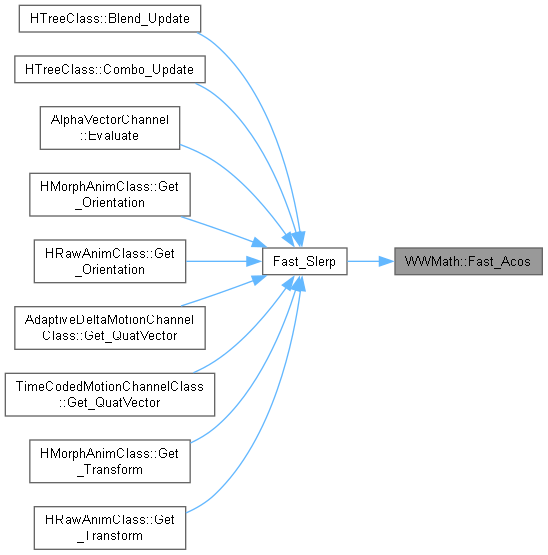 HTreeClass::Blend_Update
HTreeClass::Combo_Update
AlphaVectorChannel
::Evaluate
HMorphAnimClass::Get
_Orientation
HRawAnimClass::Get
_Orientation
AdaptiveDeltaMotionChannel
Class::Get_QuatVector
TimeCodedMotionChannelClass
::Get_QuatVector
HMorphAnimClass::Get
_Transform
HRawAnimClass::Get
_Transform
Fast_Slerp
WWMath::Fast_Acos